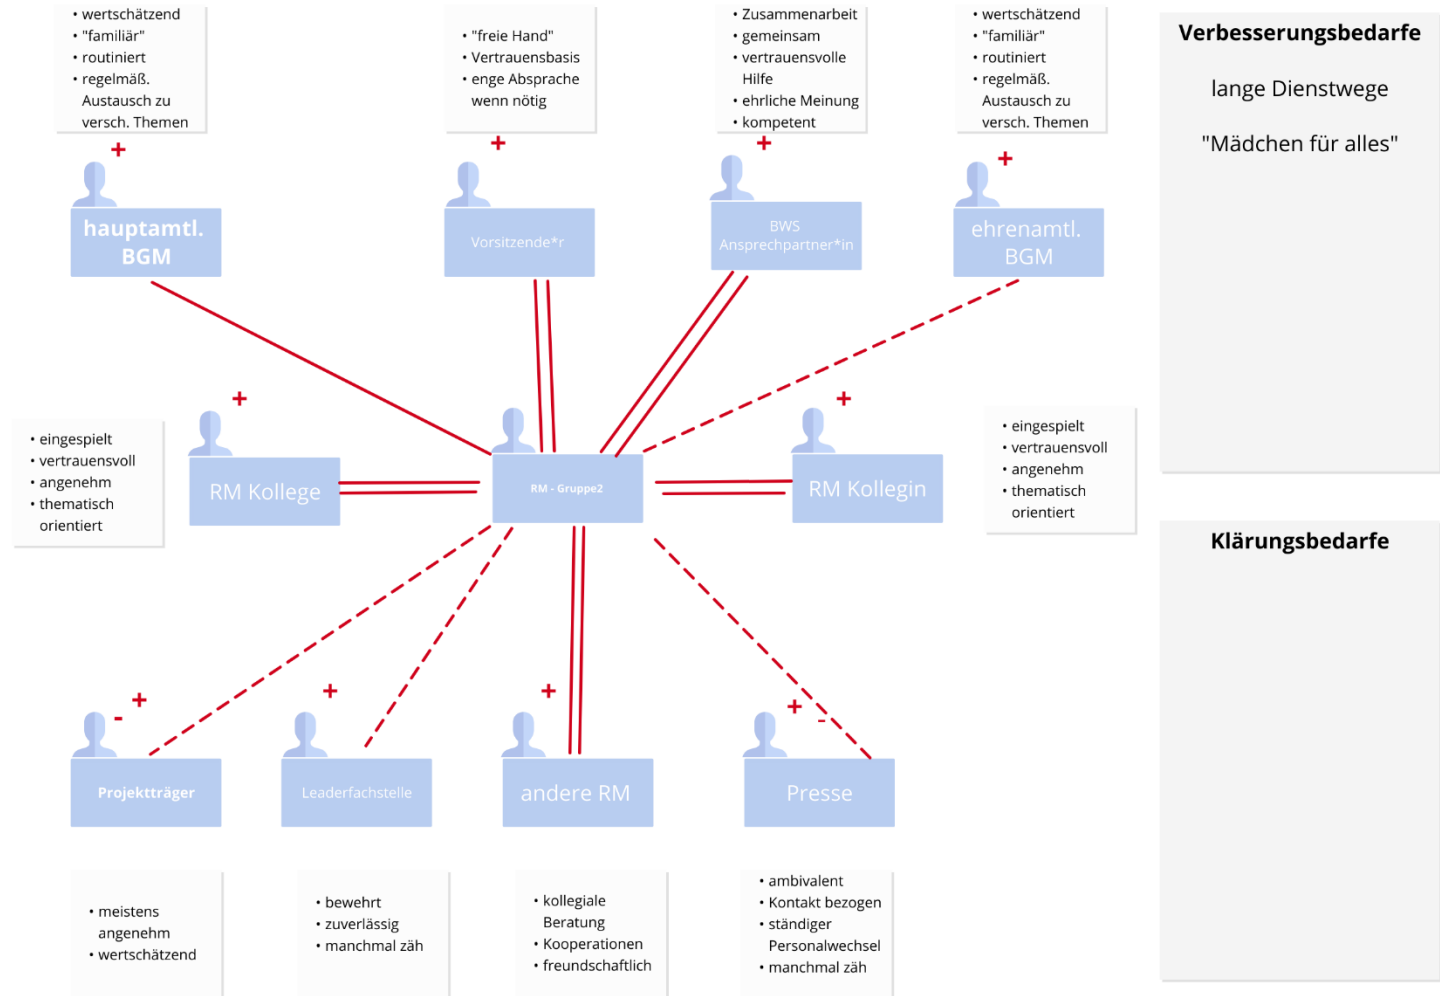 • wertschätzend
• "familiär"
• routiniert
• regelmäß.
Austausch zu
versch. Themen
• "freie Hand"
• Vertrauensbasis
• enge Absprache
wenn nötig
• Zusammenarbeit
• gemeinsam
• vertrauensvolle
Hilfe
• ehrliche Meinung
• kompetent
• wertschätzend
• "familiär"
• routiniert
• regelmäß.
Austausch zu
versch. Themen
Verbesserungsbedarfe
lange Dienstwege
"Mädchen für alles"
+
+
+
+
hauptamtl.
BGM
Vorsitzende*r
BWS
Ansprechpartner*in
ehrenamtl.
BGM
+
+
• eingespielt
• vertrauensvoll
• angenehm
• thematisch
orientiert
RM Kollege
RM - Gruppe2
RM Kollegin
• eingespielt
• vertrauensvoll
• angenehm
• thematisch
orientiert
Klärungsbedarfe
- +
+
+
+ -
Projektträger
Leaderfachstelle
andere RM
Presse
• meistens
angenehm
• wertschätzend
• bewehrt
• zuverlässig
• manchmal zäh
• kollegiale
Beratung
• Kooperationen
• freundschaftlich
• ambivalent
• Kontakt bezogen
• ständiger
Personalwechsel
• manchmal zäh